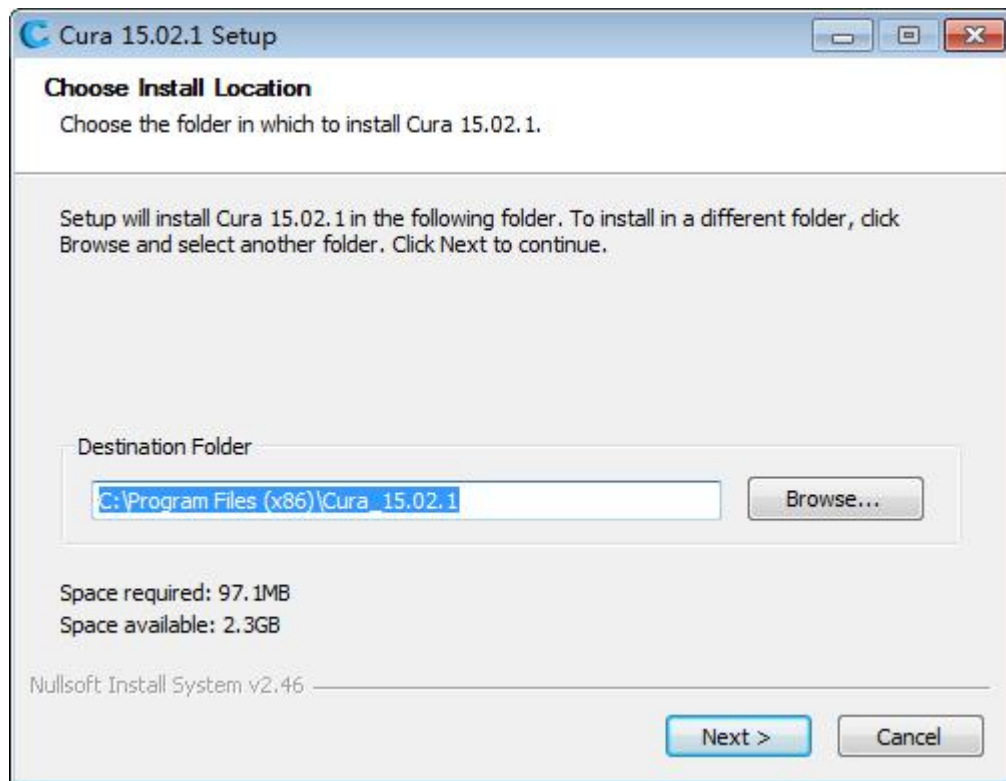 Cura 15.02.1 Setup
Choose Install Location
Choose the folder in which to install Cura 15.02.1.
Setup will install Cura 15.02.1 in the following folder. To install in a different folder, click
Browse and select another folder. Click Next to continue.
Destination Folder
C:\Program Files (x86)\Cura_15.02.1
Browse...
Space required: 97.1MB
Space available: 2.3GB
Nullsoft Install System v2.46
Next >
Cancel